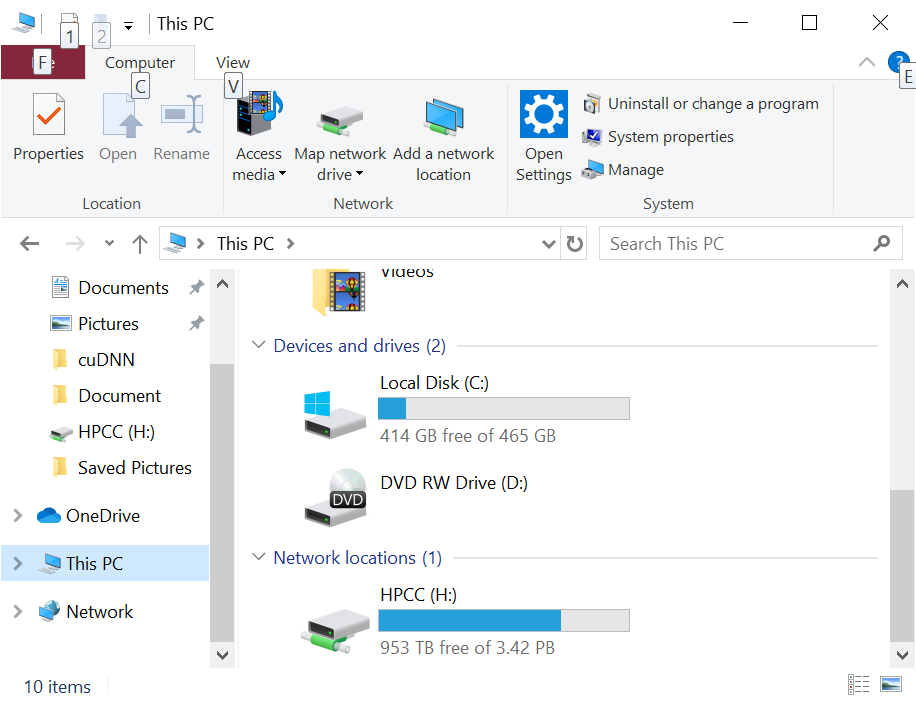 1
2
This PC
F
Computer
View
C
V
?
E
Properties
Open
Rename
Access media
Map network drive
Add a network location
Open Settings
Uninstall or change a program
System properties
Manage
Location
Network
System
This PC
Search This PC
Documents
Pictures
cuDNN
Document
HPCC (H:)
Saved Pictures
OneDrive
This PC
Network
Videos
Devices and drives (2)
Local Disk (C:)
414 GB free of 465 GB
DVD RW Drive (D:)
DVD
Network locations (1)
HPCC (H:)
953 TB free of 3.42 PB
10 items